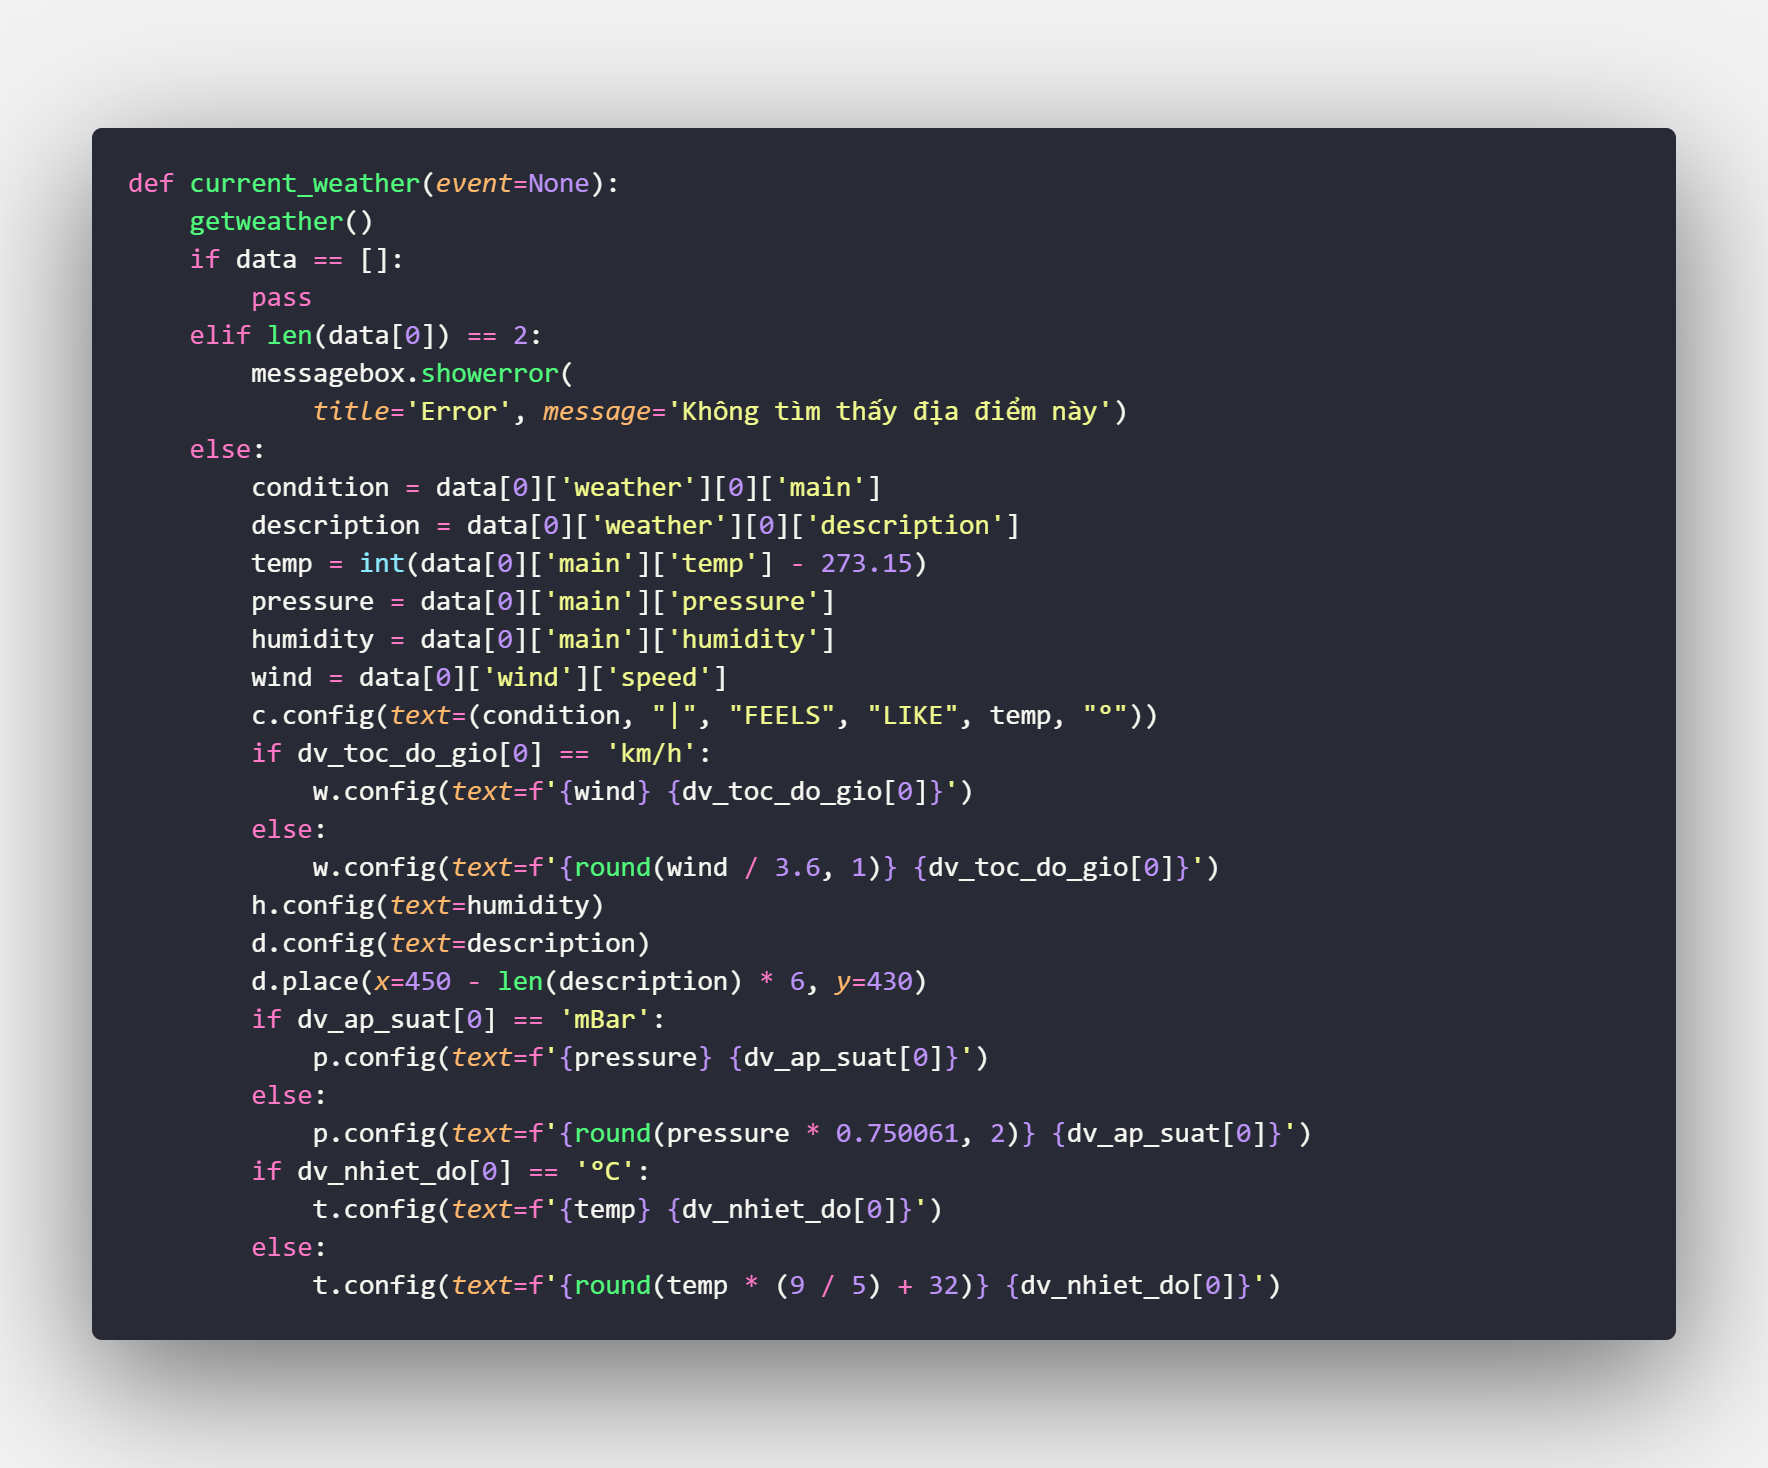 def current_weather(event=None):
    getweather()
    if data == []:
        pass
    elif len(data[0]) == 2:
        messagebox.showerror(
            title='Error', message='Không tìm thấy địa điểm này')
    else:
        condition = data[0]['weather'][0]['main']
        description = data[0]['weather'][0]['description']
        temp = int(data[0]['main']['temp'] - 273.15)
        pressure = data[0]['main']['pressure']
        humidity = data[0]['main']['humidity']
        wind = data[0]['wind']['speed']
        c.config(text=(condition, "|", "FEELS", "LIKE", temp, "°"))
        if dv_toc_do_gio[0] == 'km/h':
            w.config(text=f'{wind} {dv_toc_do_gio[0]}')
        else:
            w.config(text=f'{round(wind / 3.6, 1)} {dv_toc_do_gio[0]}')
        h.config(text=humidity)
        d.config(text=description)
        d.place(x=450 - len(description) * 6, y=430)
        if dv_ap_suat[0] == 'mBar':
            p.config(text=f'{pressure} {dv_ap_suat[0]}')
        else:
            p.config(text=f'{round(pressure * 0.750061, 2)} {dv_ap_suat[0]}')
        if dv_nhiet_do[0] == '°C':
            t.config(text=f'{temp} {dv_nhiet_do[0]}')
        else:
            t.config(text=f'{round(temp * (9 / 5) + 32)} {dv_nhiet_do[0]}')